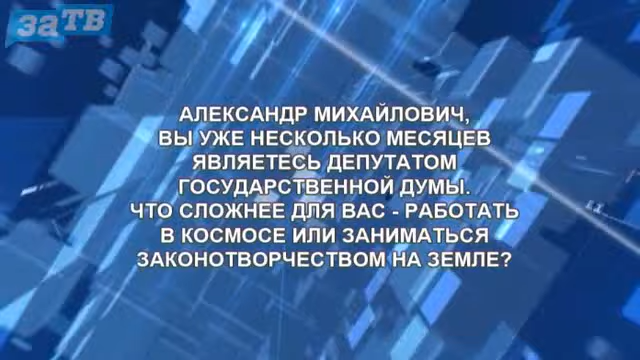 заТВ
АЛЕКСАНДР МИХАЙЛОВИЧ,
ВЫ УЖЕ НЕСКОЛЬКО МЕСЯЦЕВ
ЯВЛЯЕТЕСЬ ДЕПУТАТОМ
ГОСУДАРСТВЕННОЙ ДУМЫ.
ЧТО СЛОЖНЕЕ ДЛЯ ВАС - РАБОТАТЬ
В КОСМОСЕ ИЛИ ЗАНИМАТЬСЯ
ЗАКОНОТВОРЧЕСТВОМ НА ЗЕМЛЕ?